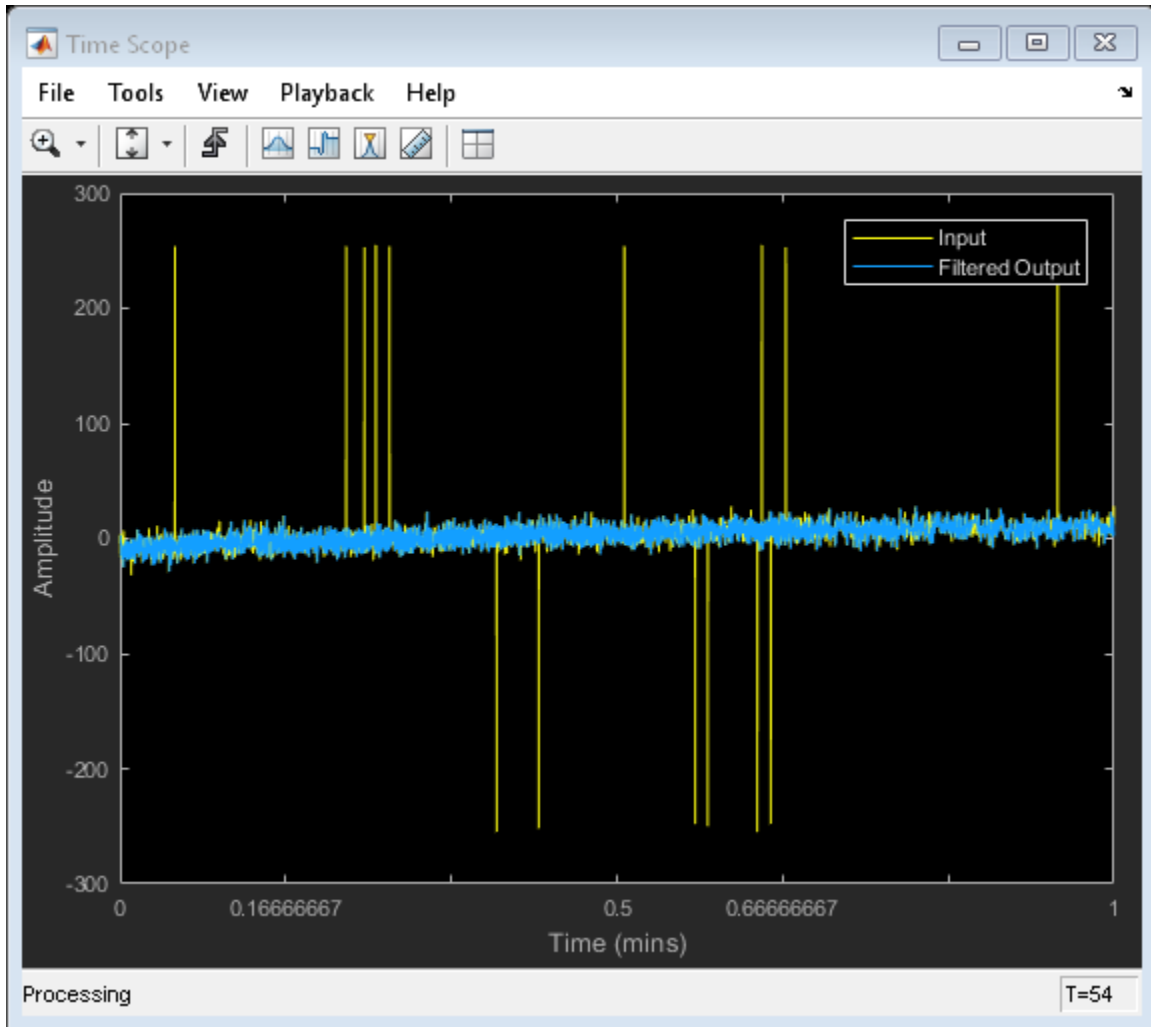 Time Scope
File Tools View Playback Help
300
Input
Filtered Output
200
100
0
-100
-200
-300
Amplitude
0 0.16666667 0.5 0.66666667 1
Time (mins)
Processing T=54